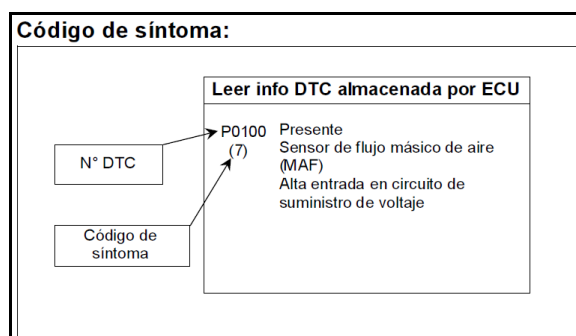 Código de síntoma:
Leer info DTC almacenada por ECU
P0100 Presente
(7) Sensor de flujo másico de aire
(MAF)
Alta entrada en circuito de
suministro de voltaje
N° DTC
Código de
síntoma